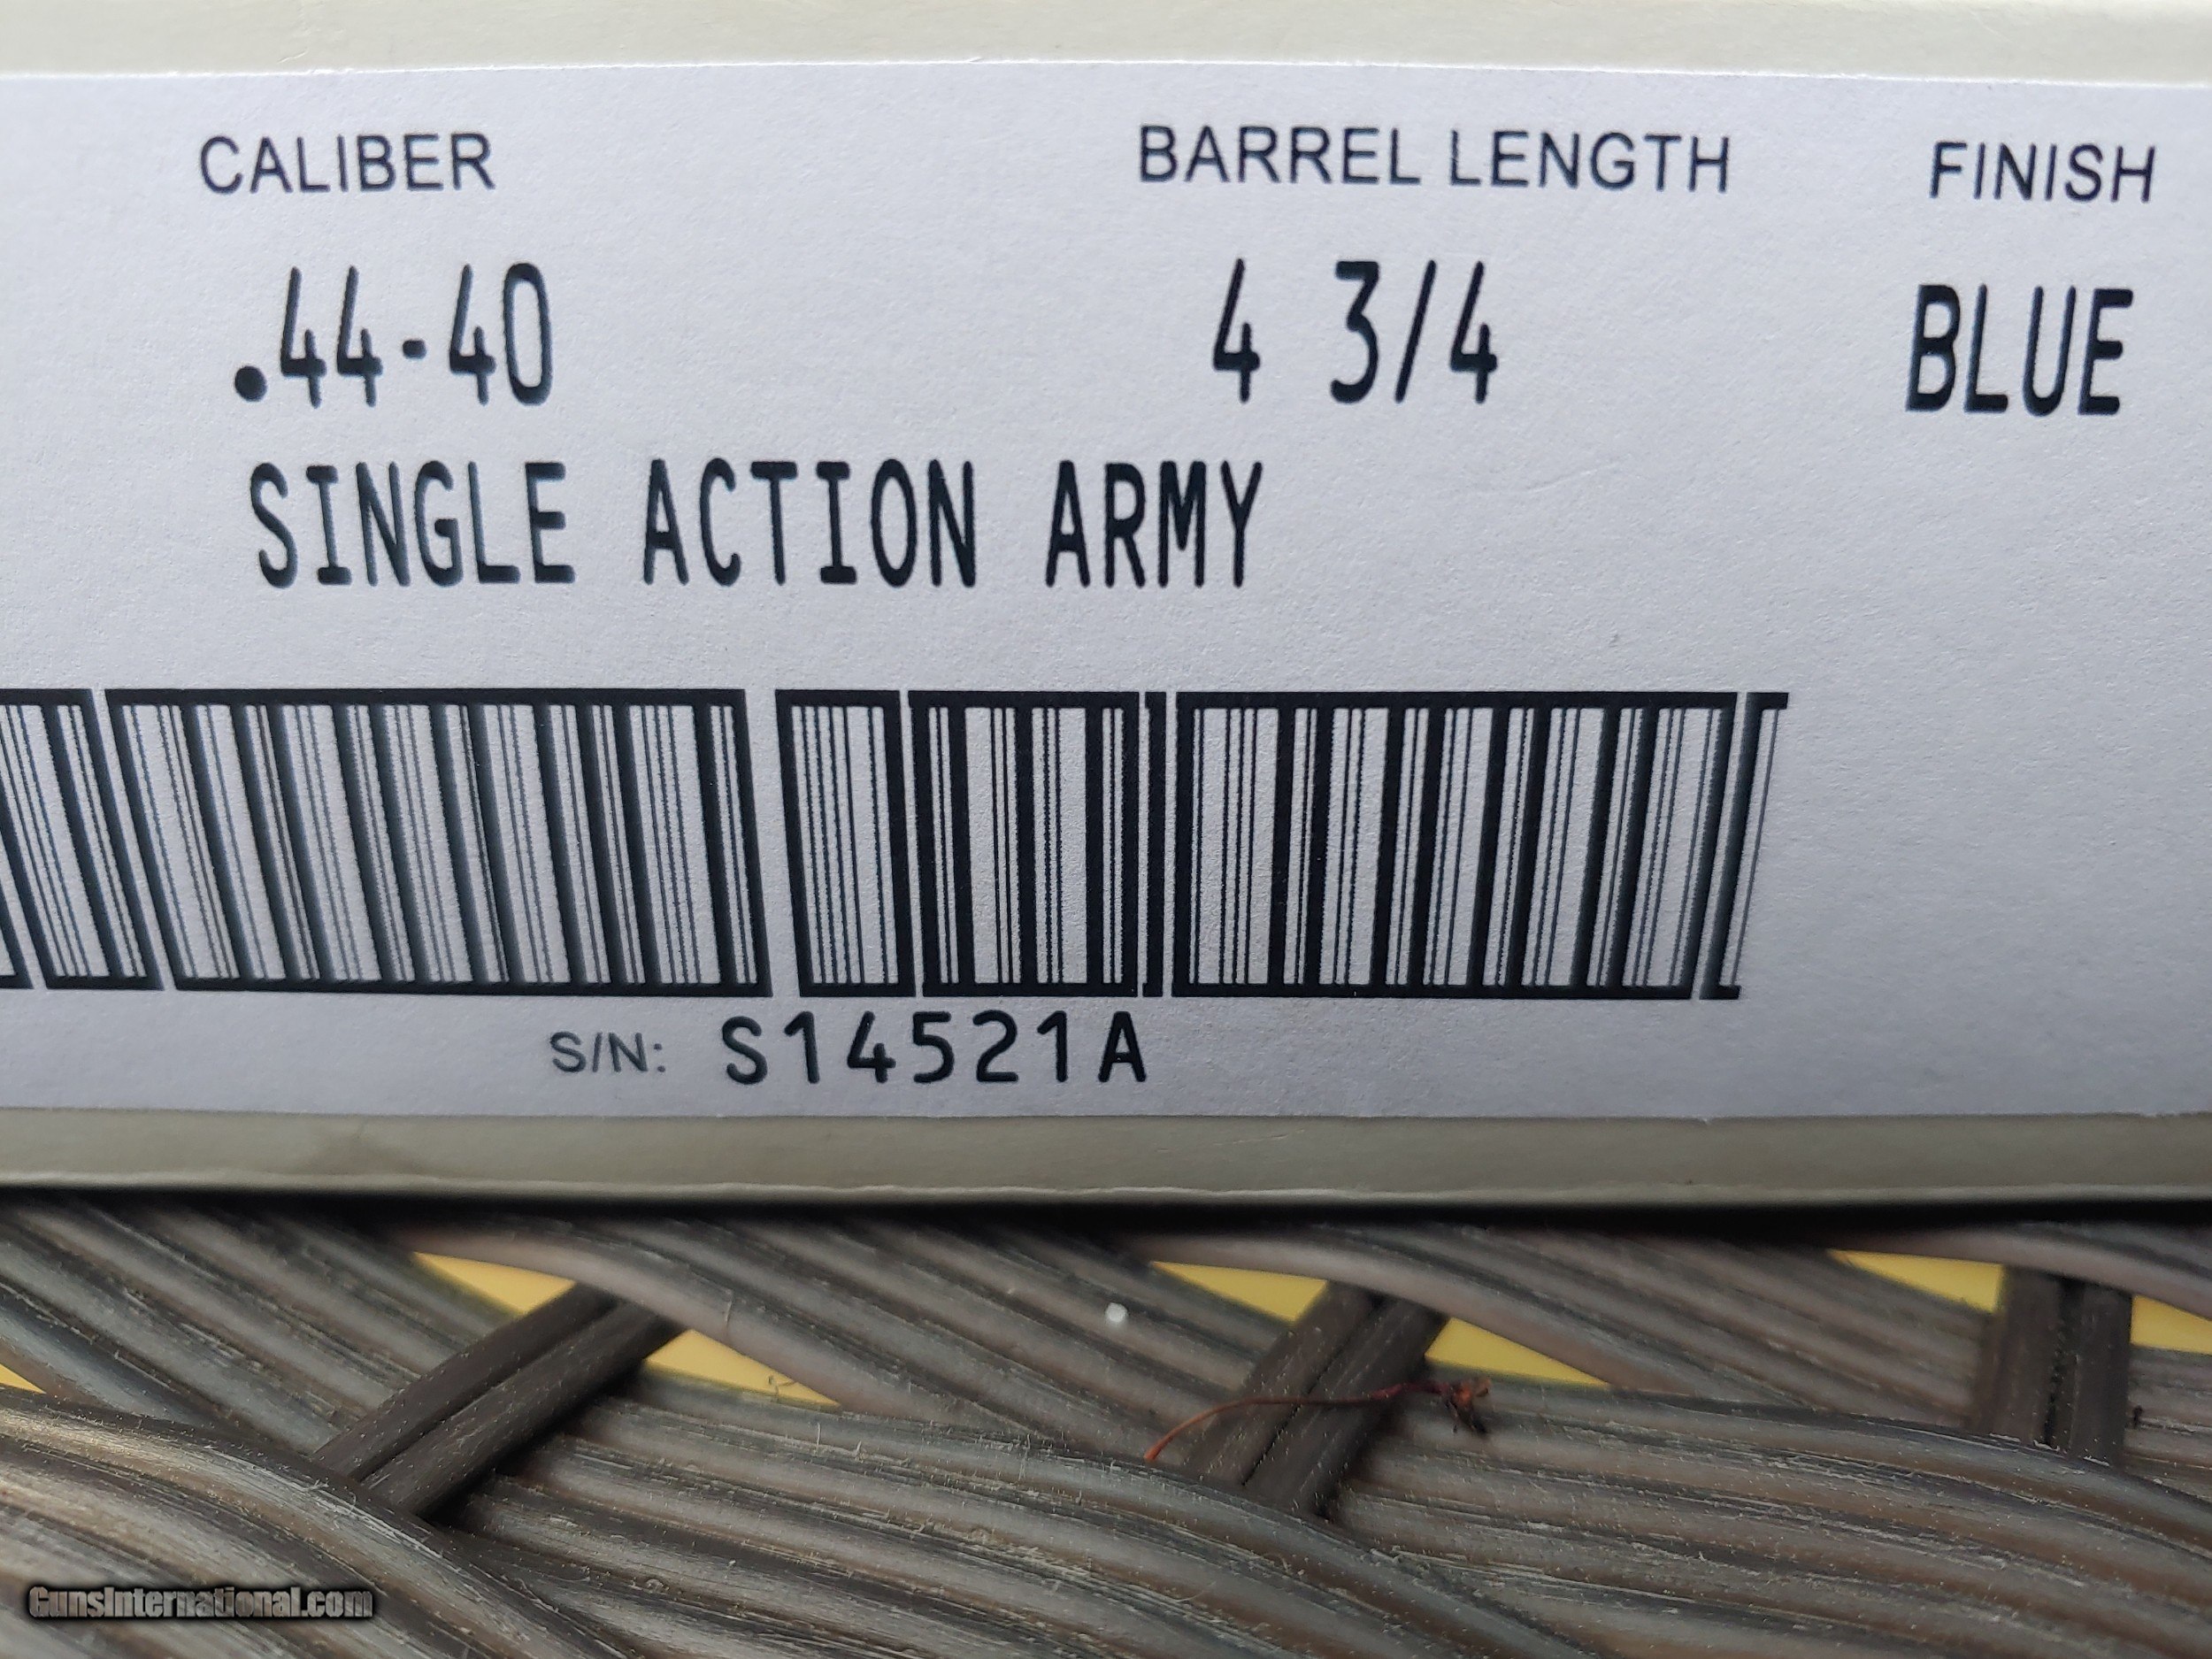 CALIBER BARREL LENGTH FINISH
.44-40 4 3/4 BLUE
SINGLE ACTION ARMY
S/N: S14521A
GunsInternational.com